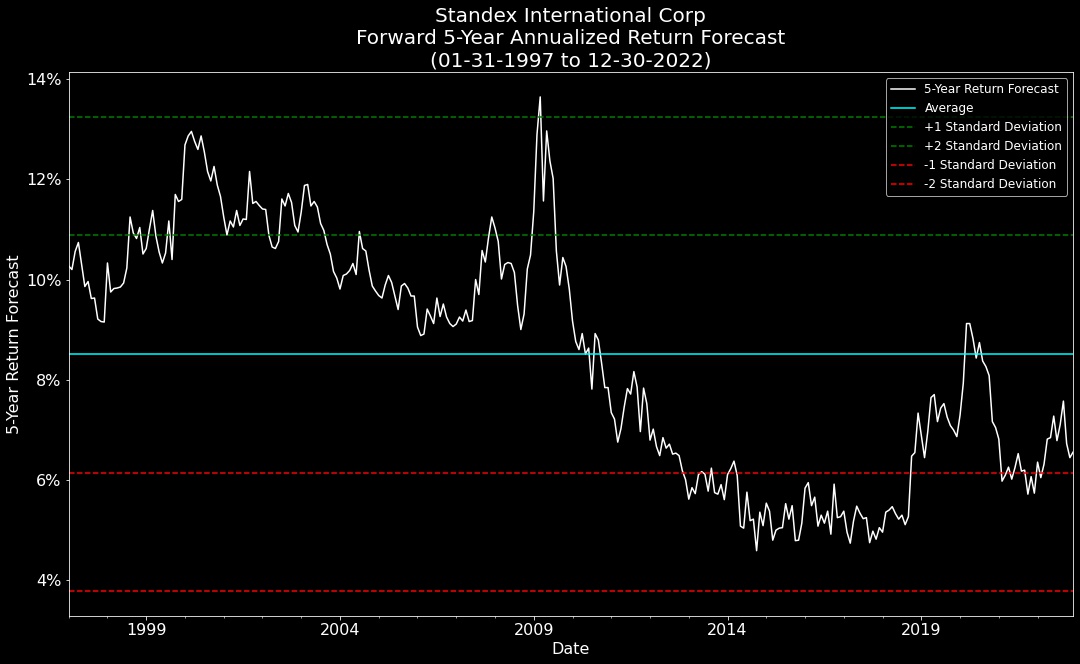 Standex International Corp
Forward 5-Year Annualized Return Forecast
(01-31-1997 to 12-30-2022)
14%
12%
10%
8%
6%
4%
5-Year Return Forecast
5-Year Return Forecast
Average
+1 Standard Deviation
+2 Standard Deviation
-1 Standard Deviation
-2 Standard Deviation
1999 2004 2009 2014 2019
Date